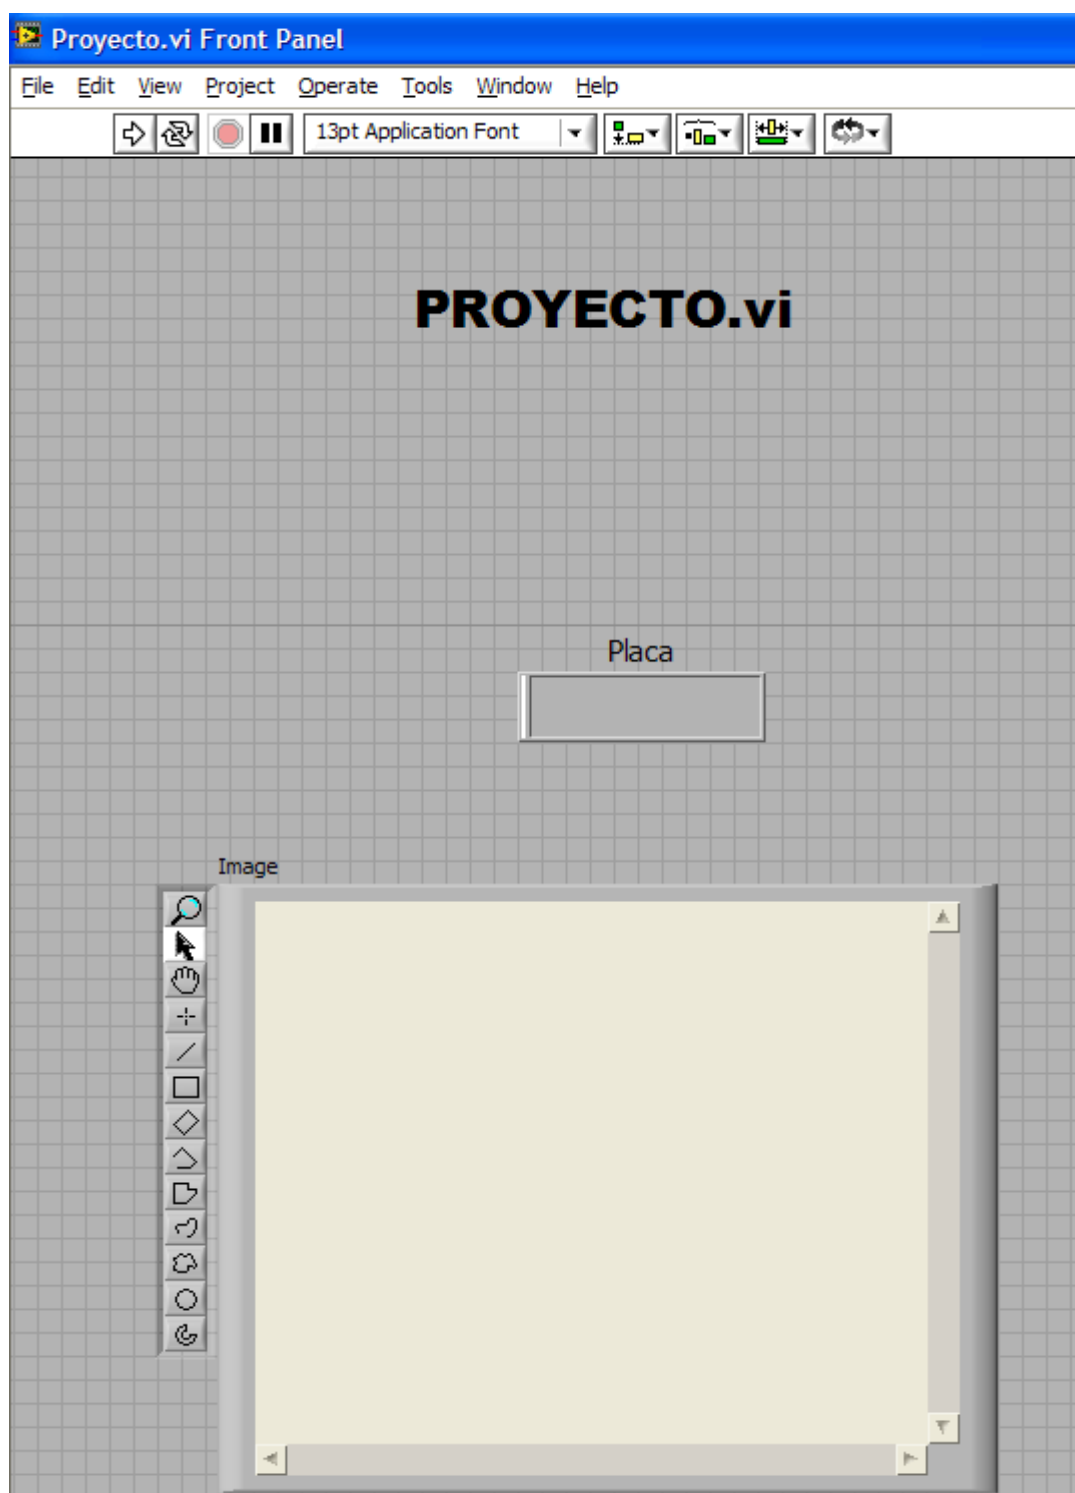 Proyecto.vi Front Panel
File Edit View Project Operate Tools Window Help
13pt Application Font
PROYECTO.vi
Placa
Image